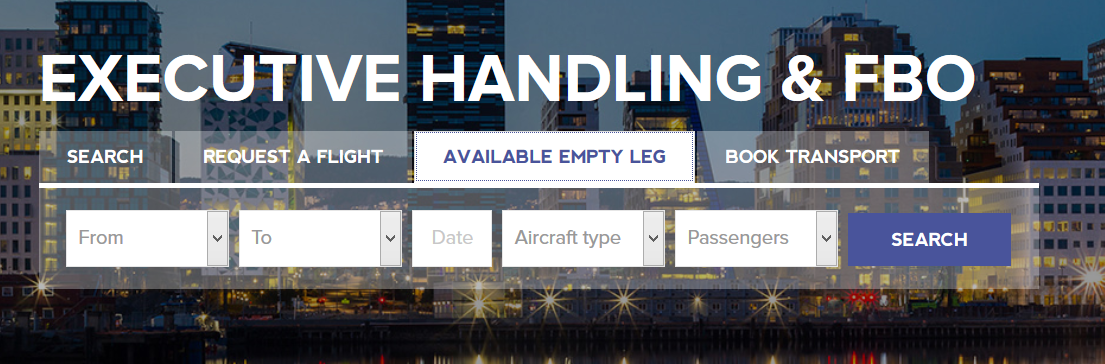 EXECUTIVE HANDLING & FBO
SEARCH REQUEST A FLIGHT AVAILABLE EMPTY LEG BOOK TRANSPORT
From To Date Aircraft type Passengers SEARCH